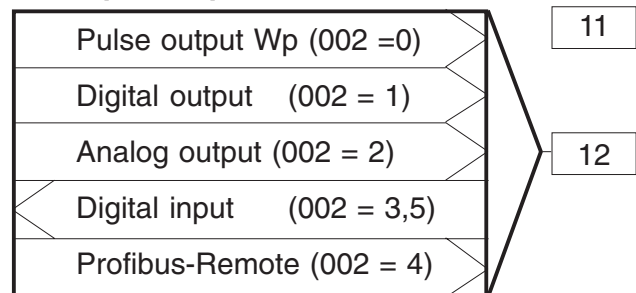 Pulse output Wp (002 =0)
11
Digital output (002 = 1)
Analog output (002 = 2)
12
Digital input (002 = 3,5)
Profibus-Remote (002 = 4)